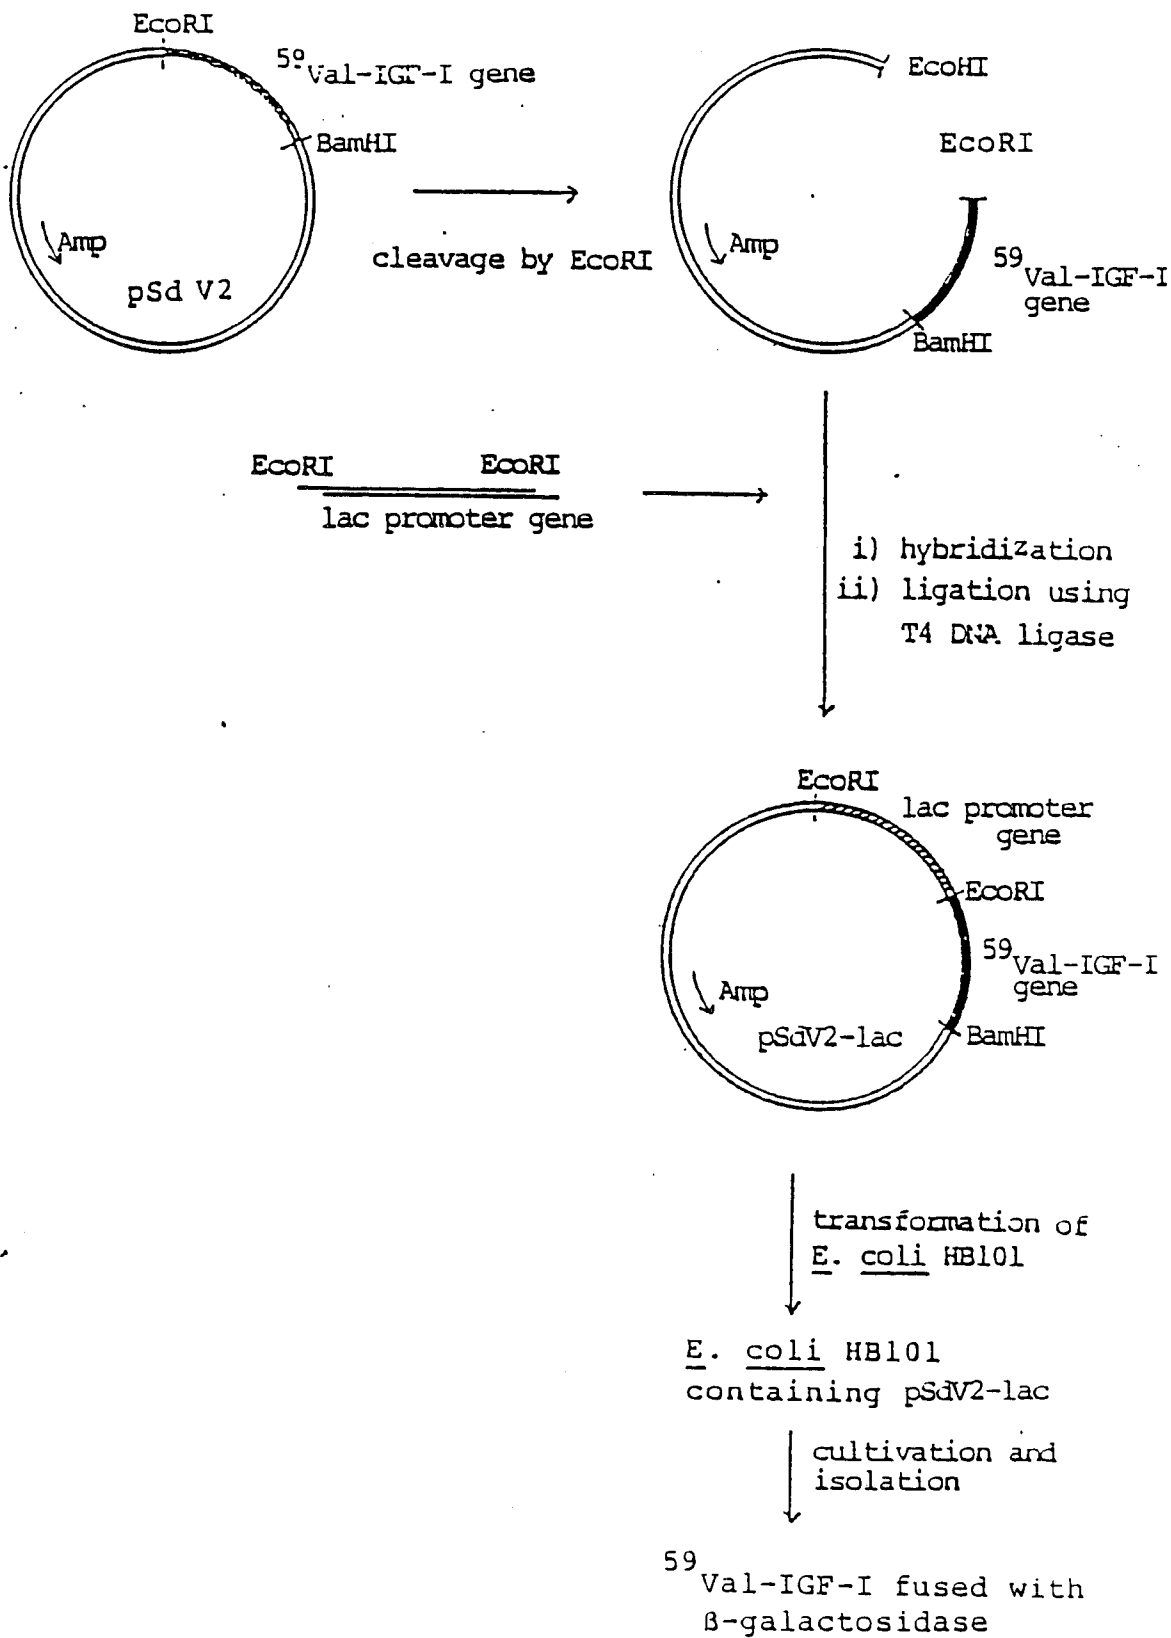 EcoRI
59Val-IGF-I gene
BamHI
Amp
pSd V2
cleavage by EcoRI
EcoHI
EcoRI
Amp
59Val-IGF-I
gene
BamHI
EcoRI EcoRI
lac promoter gene
i) hybridization
ii) ligation using
T4 DNA ligase
EcoRI
lac promoter
gene
EcoRI
59Val-IGF-I
gene
Amp
pSdV2-lac
BamHI
transformation of
E. coli HB101
E. coli HB101
containing pSdV2-lac
cultivation and
isolation
59Val-IGF-I fused with
β-galactosidase